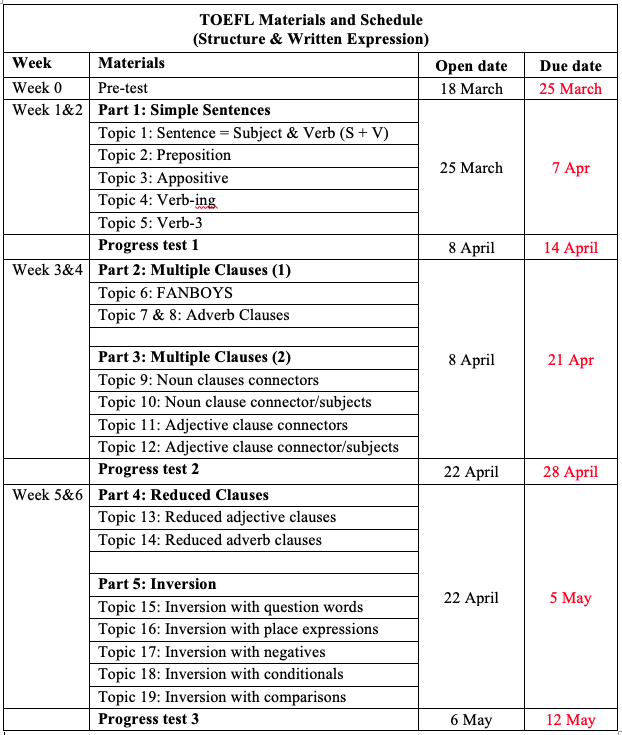 TOEFL Materials and Schedule
(Structure & Written Expression)
Week Materials Open date Due date
Week 0 Pre-test 18 March 25 March
Week 1&2 Part 1: Simple Sentences
Topic 1: Sentence = Subject & Verb (S + V)
Topic 2: Preposition
25 March 7 Apr
Topic 3: Appositive
Topic 4: Verb-ing
Topic 5: Verb-3
Progress test 1 8 April 14 April
Week 3&4 Part 2: Multiple Clauses (1)
Topic 6: FANBOYS
Topic 7 & 8: Adverb Clauses
Part 3: Multiple Clauses (2) 8 April 21 Apr
Topic 9: Noun clauses connectors
Topic 10: Noun clause connector/subjects
Topic 11: Adjective clause connectors
Topic 12: Adjective clause connector/subjects
Progress test 2 22 April 28 April
Week 5&6 Part 4: Reduced Clauses
Topic 13: Reduced adjective clauses
Topic 14: Reduced adverb clauses
Part 5: Inversion
22 April 5 May
Topic 15: Inversion with question words
Topic 16: Inversion with place expressions
Topic 17: Inversion with negatives
Topic 18: Inversion with conditionals
Topic 19: Inversion with comparisons
Progress test 3 6 May 12 May